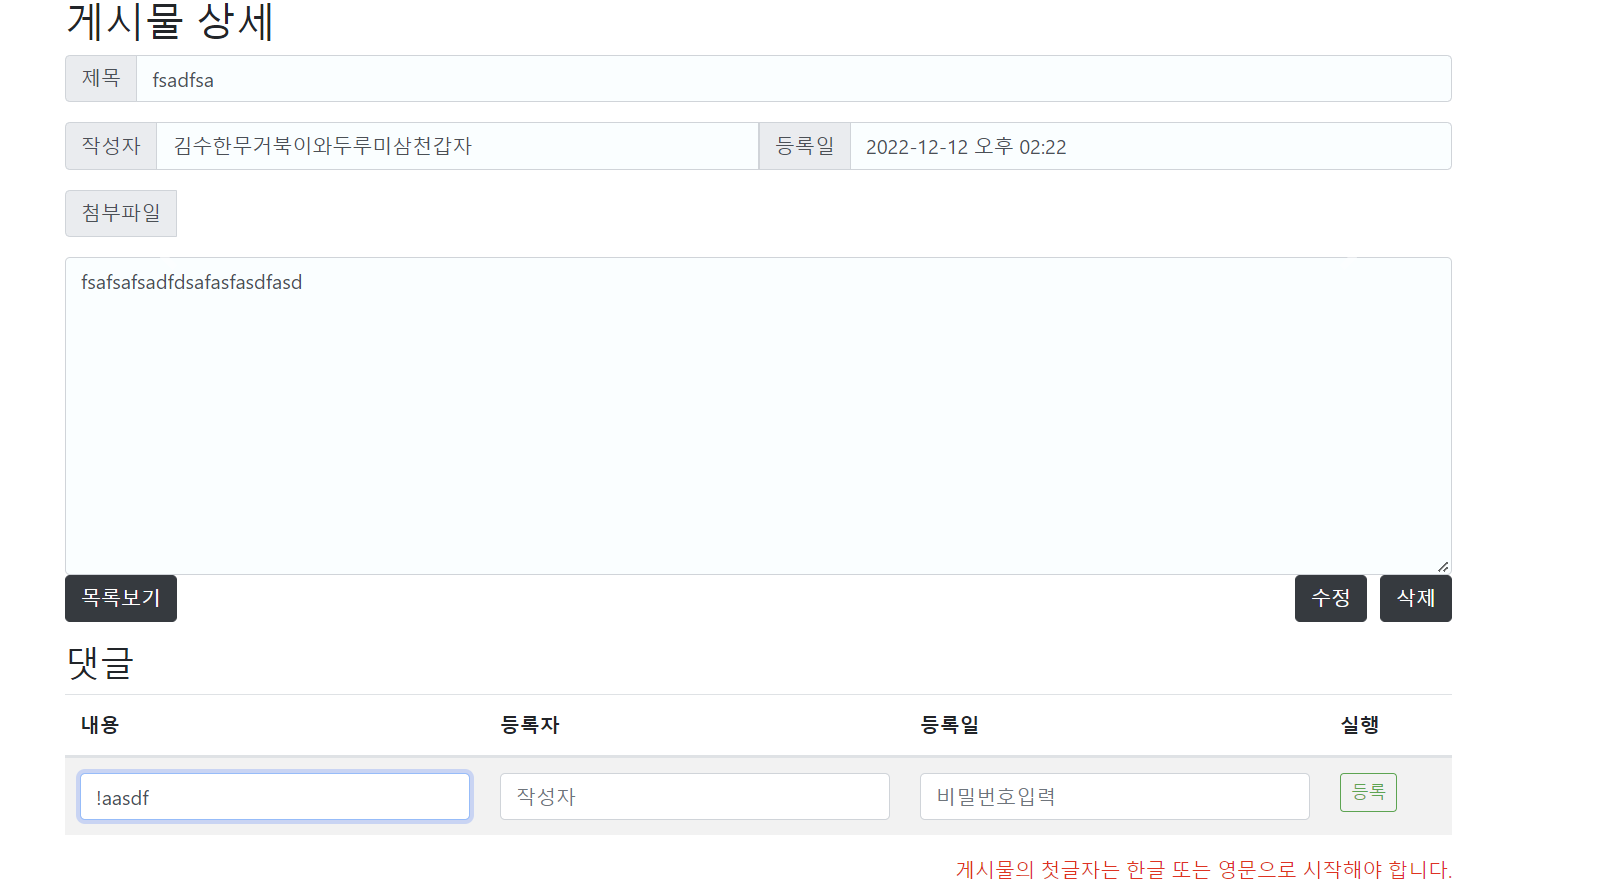 게시물 상세
제목 fsadfsa
작성자 김수한무거북이와두루미삼천갑자 등록일 2022-12-12 오후 02:22
첨부파일
fsafsafsadfdsafasfasdfasd
목록보기 수정 삭제
댓글
내용 등록자 등록일 실행
!aasdf 작성자 비밀번호입력 등록
게시물의 첫글자는 한글 또는 영문으로 시작해야 합니다.